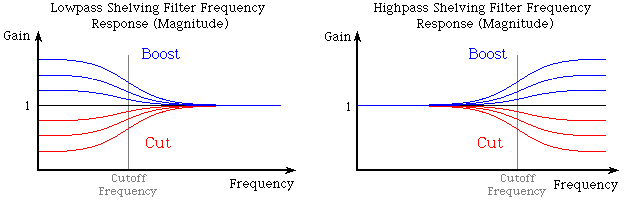 Lowpass Shelving Filter Frequency
Response (Magnitude)
Gain
Boost
1
Cut
Cutoff
Frequency
Frequency
Highpass Shelving Filter Frequency
Response (Magnitude)
Gain
Boost
1
Cut
Cutoff
Frequency
Frequency